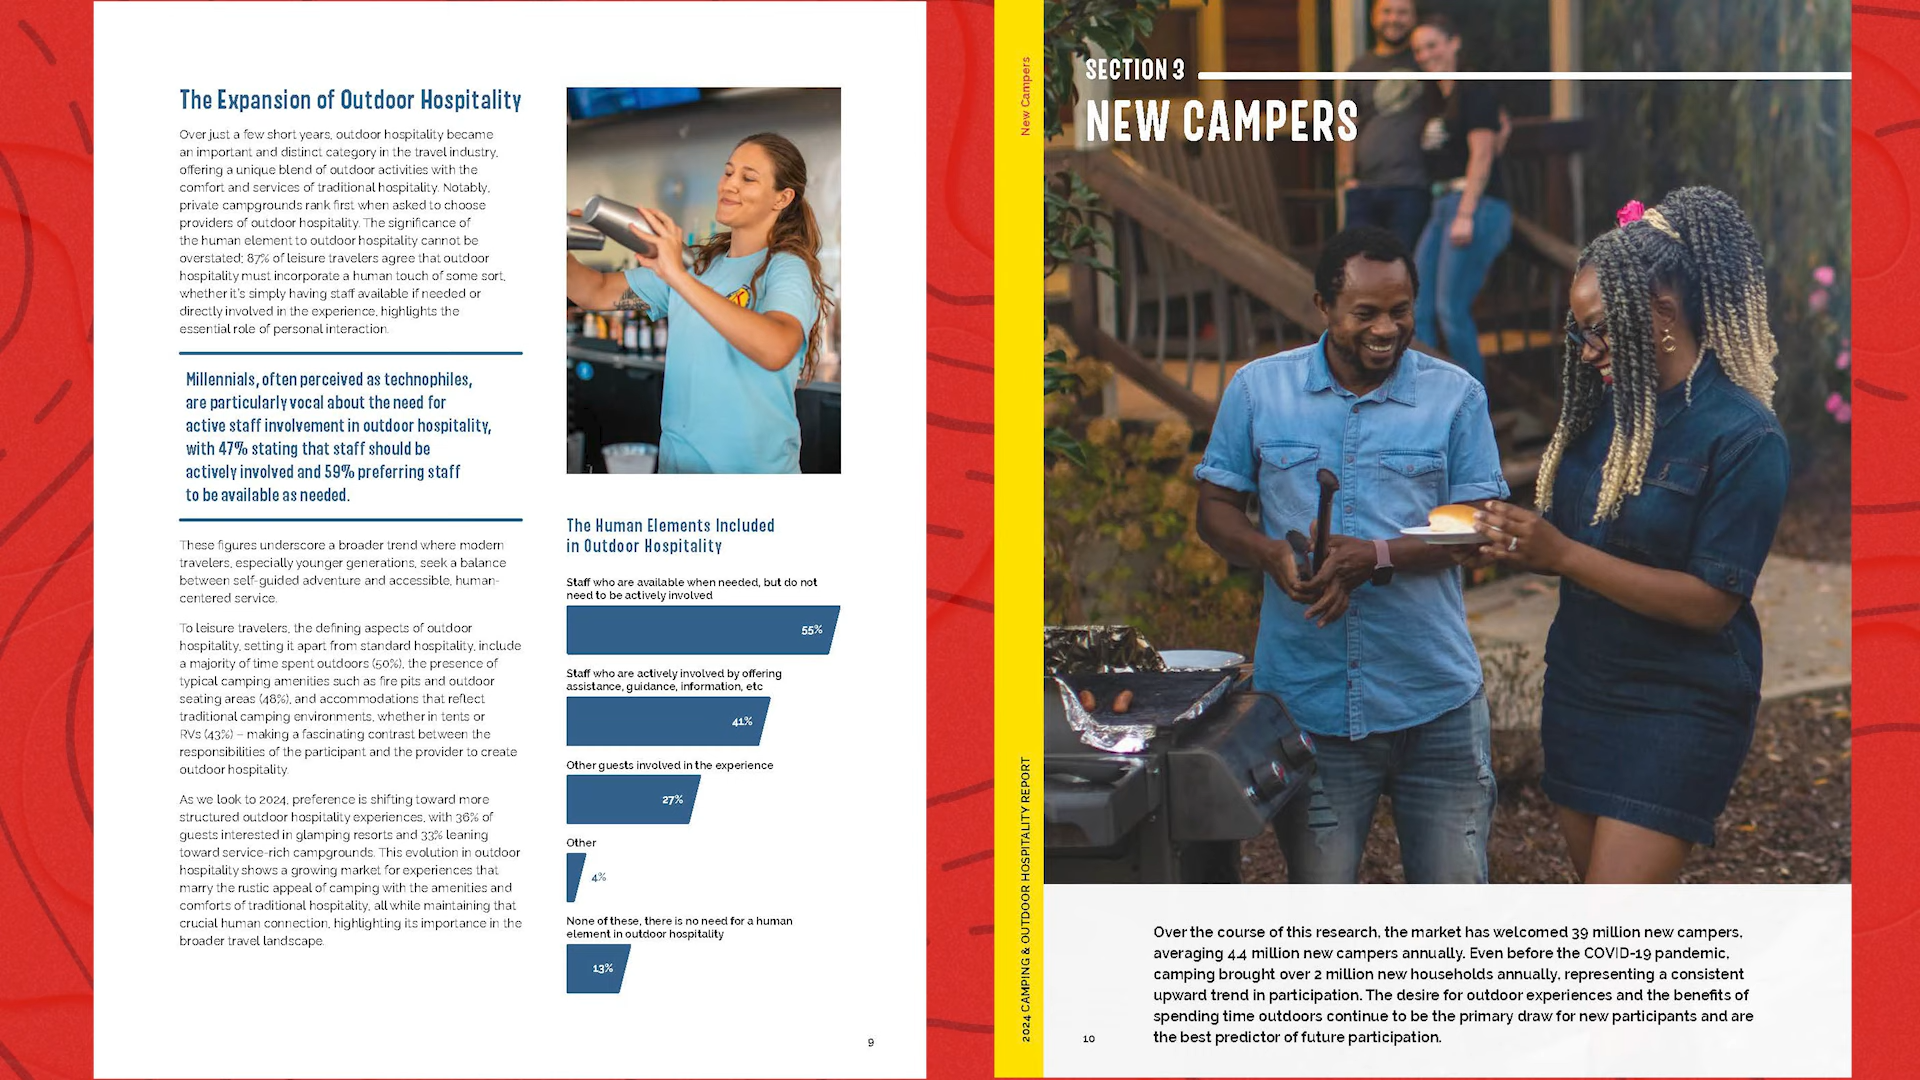 The Expansion of Outdoor Hospitality
Over just a few short years, outdoor hospitality became
an important and distinct category in the travel industry,
offering a unique blend of outdoor activities with the
comfort and services of traditional hospitality. Notably,
private campgrounds rank first when asked to choose
providers of outdoor hospitality. The significance of
the human element to outdoor hospitality cannot be
overstated; 87% of leisure travelers agree that outdoor
hospitality must incorporate a human touch of some sort,
whether it's simply having staff available if needed or
directly involved in the experience, highlights the
essential role of personal interaction.
Millennials, often perceived as technophiles,
are particularly vocal about the need for
active staff involvement in outdoor hospitality,
with 47% stating that staff should be
actively involved and 59% preferring staff
to be available as needed.
These figures underscore a broader trend where modern
travelers, especially younger generations, seek a balance
between self-guided adventure and accessible, human-
centered service.
To leisure travelers, the defining aspects of outdoor
hospitality, setting it apart from standard hospitality, include
a majority of time spent outdoors (50%), the presence of
typical camping amenities such as fire pits and outdoor
seating areas (48%), and accommodations that reflect
traditional camping environments, whether in tents or
RVs (43%) – making a fascinating contrast between the
responsibilities of the participant and the provider to create
outdoor hospitality.
As we look to 2024, preference is shifting toward more
structured outdoor hospitality experiences, with 36% of
guests interested in glamping resorts and 33% leaning
toward service-rich campgrounds. This evolution in outdoor
hospitality shows a growing market for experiences that
marry the rustic appeal of camping with the amenities and
comforts of traditional hospitality, all while maintaining that
crucial human connection, highlighting its importance in the
broader travel landscape.
The Human Elements Included
in Outdoor Hospitality
Staff who are available when needed, but do not
need to be actively involved
55%
Staff who are actively involved by offering
assistance, guidance, information, etc
41%
Other guests involved in the experience
27%
Other
4%
None of these, there is no need for a human
element in outdoor hospitality
13%
9
New Campers
2024 CAMPING & OUTDOOR HOSPITALITY REPORT
SECTION 3
NEW CAMPERS
Over the course of this research, the market has welcomed 39 million new campers,
averaging 4.4 million new campers annually. Even before the COVID-19 pandemic,
camping brought over 2 million new households annually, representing a consistent
upward trend in participation. The desire for outdoor experiences and the benefits of
spending time outdoors continue to be the primary draw for new participants and are
the best predictor of future participation.
10